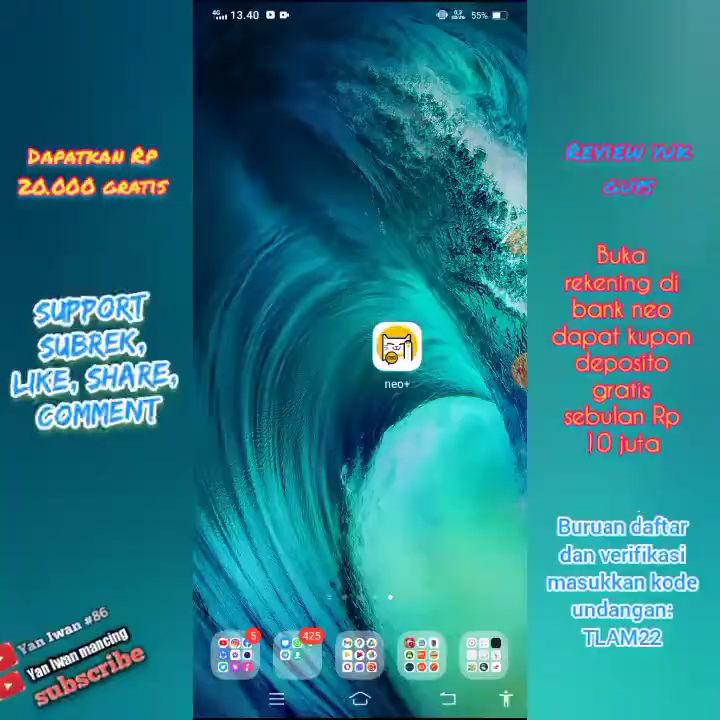 4G 13.40
55%
DAPATKAN RP
20.000 GRATIS
SUPPORT
SUBREK,
LIKE, SHARE,
COMMENT
neo+
REVIEW YUK
GUYS
Buka
rekening di
bank neo
dapat kupon
deposito
gratis
sebulan Rp
10 juta
Buruan daftar
dan verifikasi
masukkan kode
undangan:
TLAM22
5
425
Yan Iwan #86
Yan Iwan mancing
subscribe